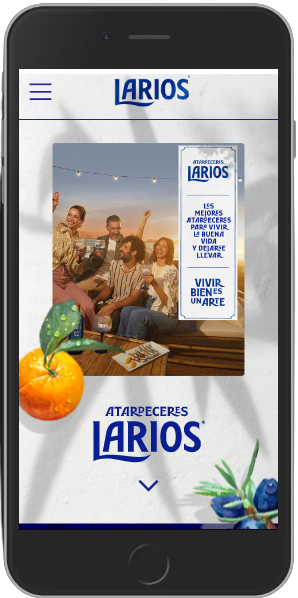 LARIOS
ATARDECERES
LARIOS
LOS
MEJORES
ATARDECERES
PARA VIVIR
LA BUENA
VIDA
Y DEJARSE
LLEVAR.
VIVIR
BIEN ES
UN ARTE
ATARDECERES
LARIOS